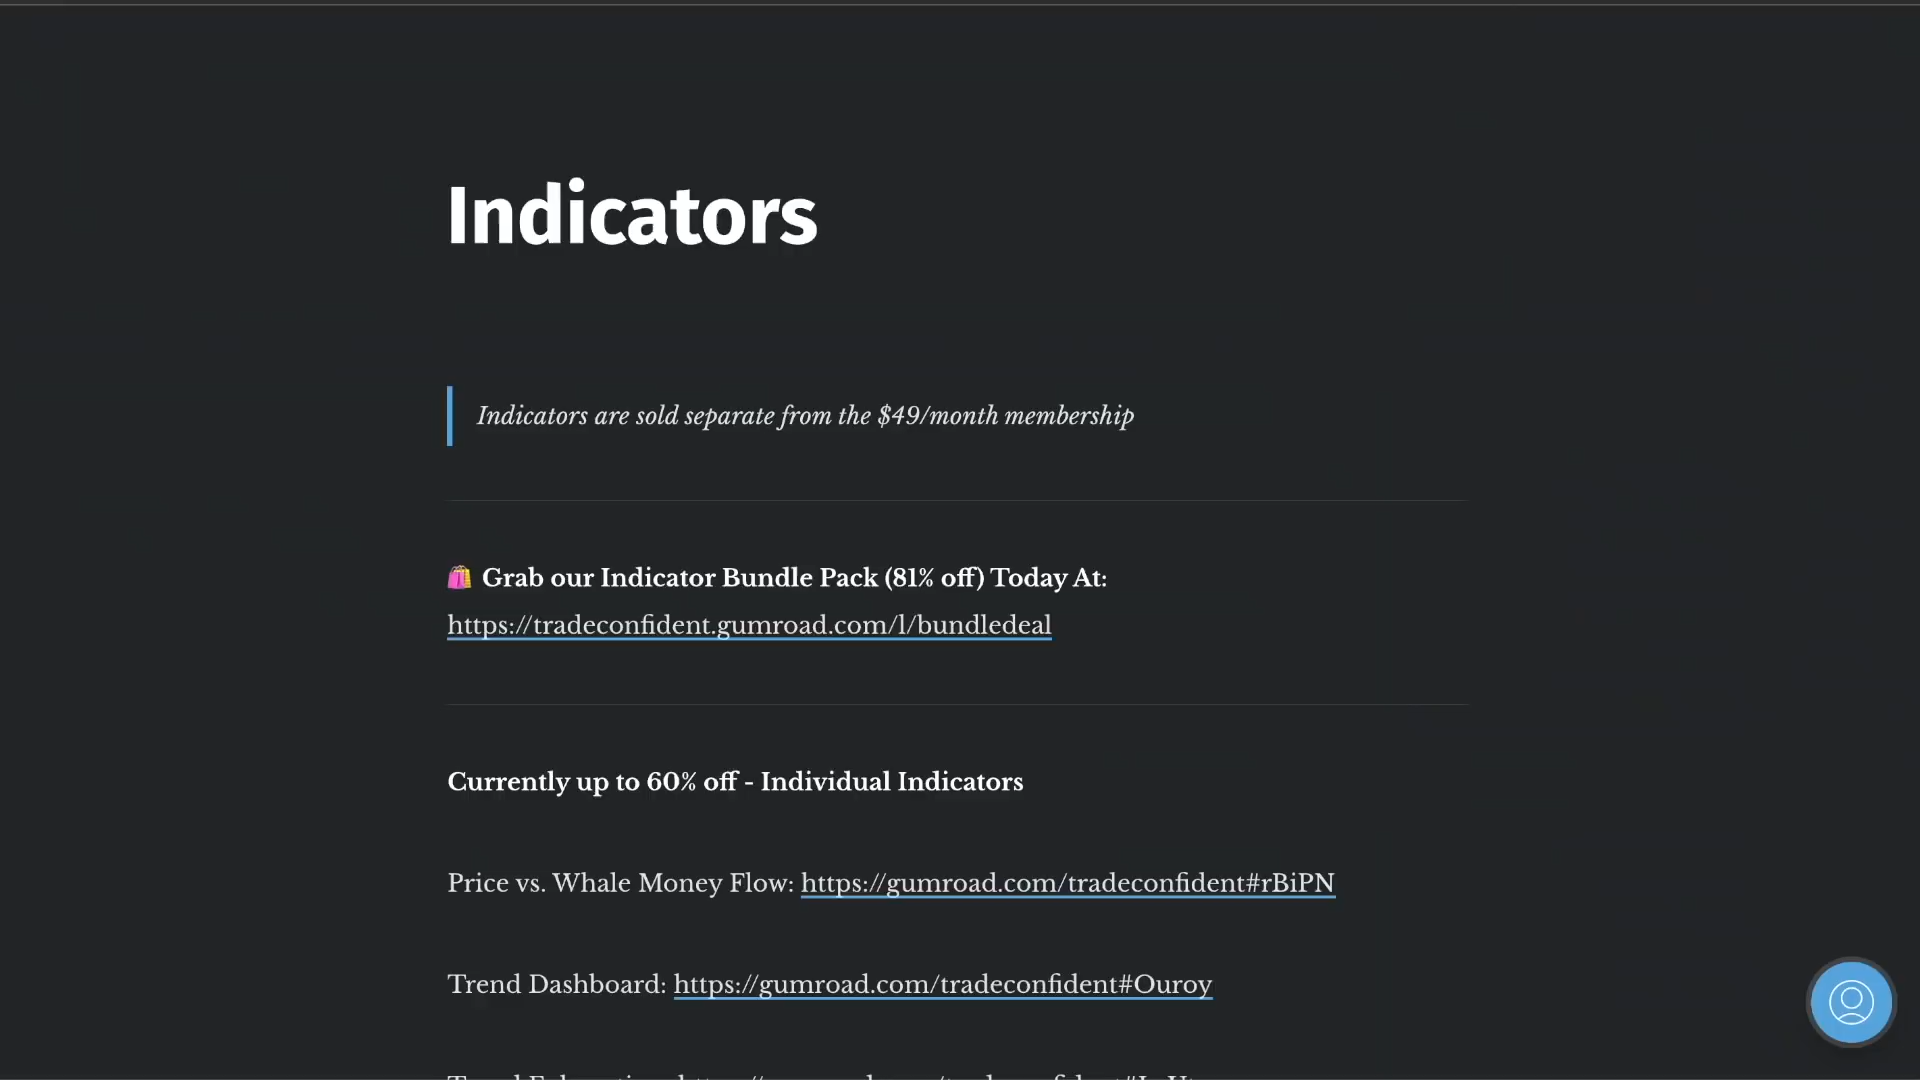 Indicators
Indicators are sold separate from the $49/month membership
🛍️ Grab our Indicator Bundle Pack (81% off) Today At:
https://tradeconfident.gumroad.com/l/bundledeal
Currently up to 60% off - Individual Indicators
Price vs. Whale Money Flow: https://gumroad.com/tradeconfident#rBiPN
Trend Dashboard: https://gumroad.com/tradeconfident#Ouroy